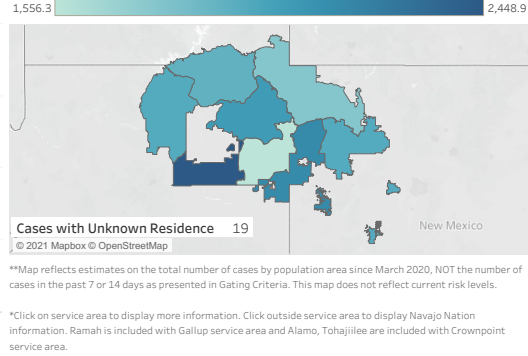 1,556.3 2,448.9
New Mexico
Cases with Unknown Residence 19
© 2021 Mapbox © OpenStreetMap
**Map reflects estimates on the total number of cases by population area since March 2020, NOT the number of
cases in the past 7 or 14 days as presented in Gating Criteria. This map does not reflect current risk levels.
*Click on service area to display more information. Click outside service area to display Navajo Nation
information. Ramah is included with Gallup service area and Alamo, Tohajiilee are included with Crownpoint
service area.